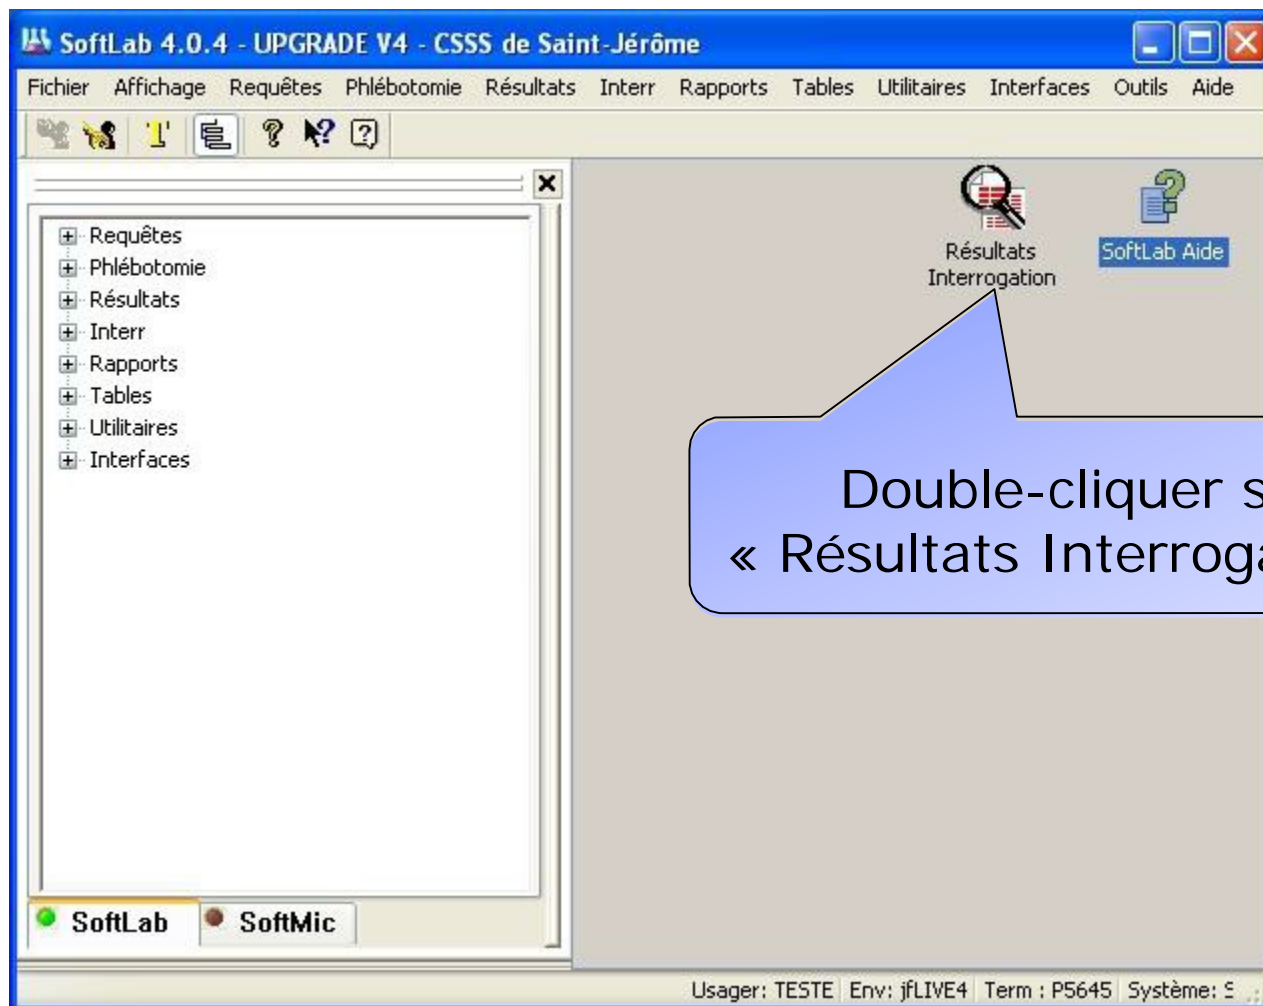 SoftLab 4.0.4 - UPGRADE V4 - CSSS de Saint-Jérôme
Fichier Affichage Requêtes Phlébotomie Résultats Interr Rapports Tables Utilitaires Interfaces Outils Aide
Requêtes
Phlébotomie
Résultats
Interr
Rapports
Tables
Utilitaires
Interfaces
Résultats
Interrogation
SoftLab Aide
Double-cliquer
« Résultats
SoftLab SoftMic
Usager: TESTE Env: jfLIVE4 Term : P5645 Système: